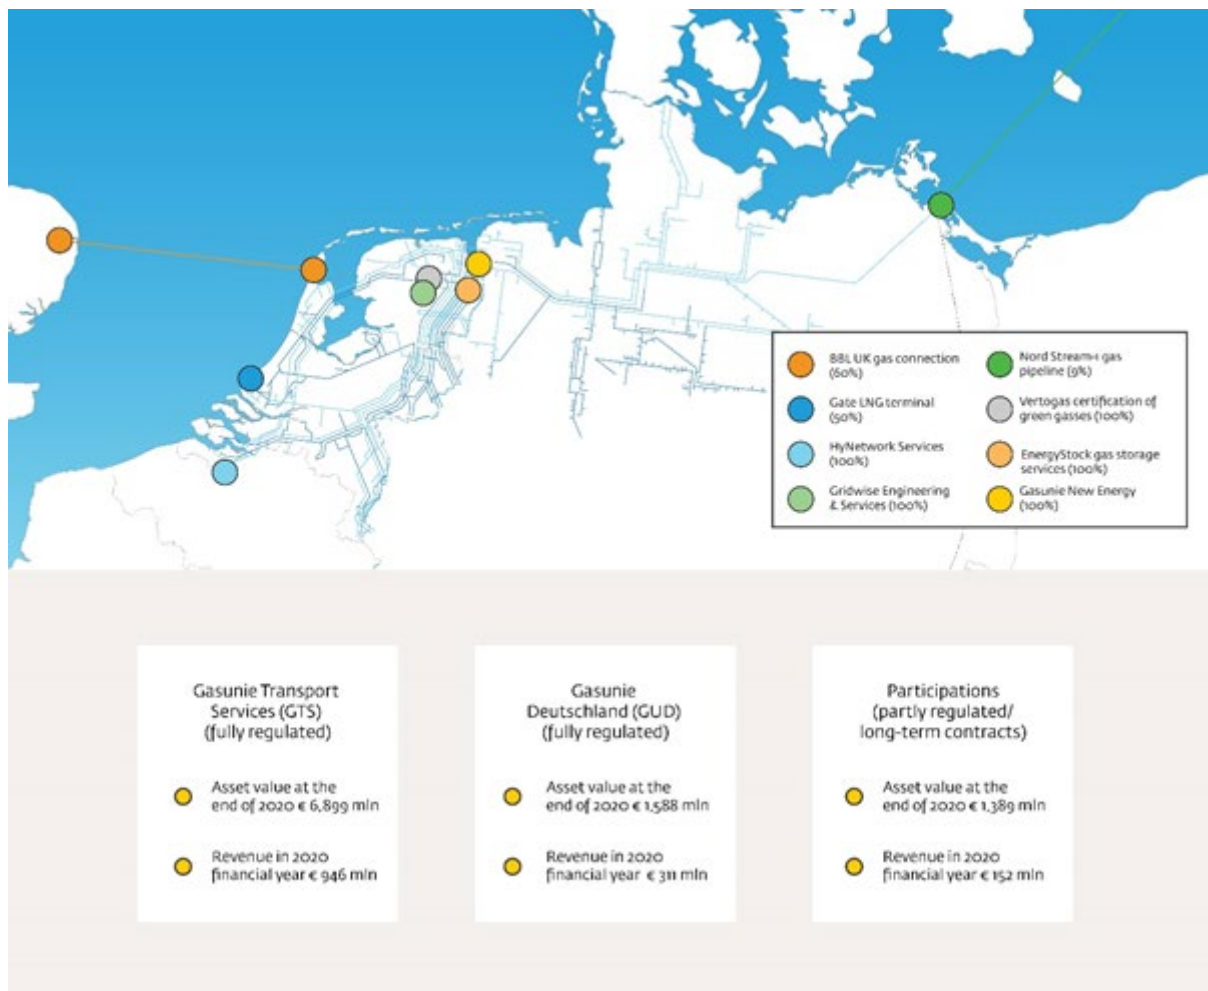 BBL UK gas connection
(60%)
Gate LNG terminal
(50%)
HyNetwork Services
(100%)
Gridwise Engineering
& Services (100%)
Nord Stream-1 gas
pipeline (9%)
Vertogas certification of
green gasses (100%)
EnergyStock gas storage
services (100%)
Gasunie New Energy
(100%)
Gasunie Transport
Services (GTS)
(fully regulated)
Asset value at the
end of 2020 € 6,899 mln
Revenue in 2020
financial year € 946 mln
Gasunie
Deutschland (GUD)
(fully regulated)
Asset value at the
end of 2020 € 1,588 mln
Revenue in 2020
financial year € 311 mln
Participations
(partly regulated/
long-term contracts)
Asset value at the
end of 2020 € 1,389 mln
Revenue in 2020
financial year € 152 mln